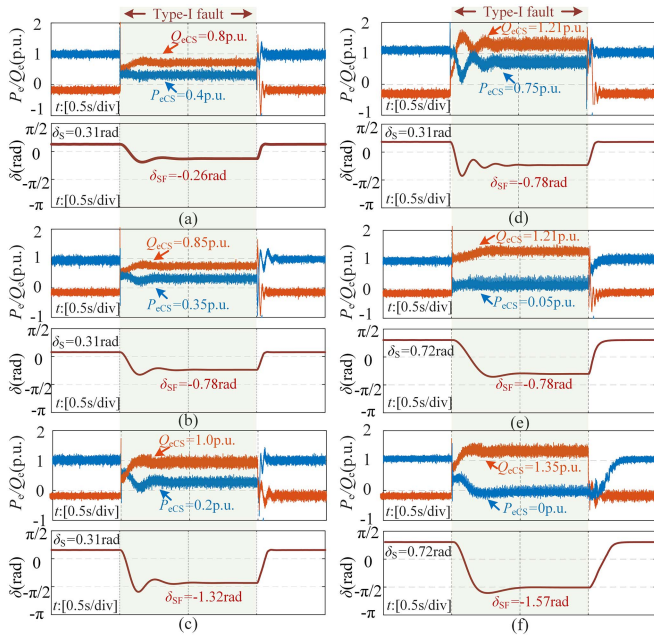 Type-I fault
P_e/Q_e(p.u.)
2
1
0
-1
Q_eCS=0.8p.u.
P_eCS=0.4p.u.
t:[0.5s/div]
δ(rad)
π/2
0
-π/2
-π
δ_S=0.31rad
δ_SF=-0.26rad
t:[0.5s/div]
(a)
P_e/Q_e(p.u.)
2
1
0
-1
Q_eCS=0.85p.u.
P_eCS=0.35p.u.
t:[0.5s/div]
δ(rad)
π/2
0
-π/2
-π
δ_S=0.31rad
δ_SF=-0.78rad
t:[0.5s/div]
(b)
P_e/Q_e(p.u.)
2
1
0
-1
Q_eCS=1.0p.u.
P_eCS=0.2p.u.
t:[0.5s/div]
δ(rad)
π/2
0
-π/2
-π
δ_S=0.31rad
δ_SF=-1.32rad
t:[0.5s/div]
(c)
Type-I fault
P_e/Q_e(p.u.)
2
1
0
-1
Q_eCS=1.21p.u.
P_eCS=0.75p.u.
t:[0.5s/div]
δ(rad)
π/2
0
-π/2
-π
δ_S=0.31rad
δ_SF=-0.78rad
t:[0.5s/div]
(d)
P_e/Q_e(p.u.)
2
1
0
-1
Q_eCS=1.21p.u.
P_eCS=0.05p.u.
t:[0.5s/div]
δ(rad)
π/2
0
-π/2
-π
δ_S=0.72rad
δ_SF=-0.78rad
t:[0.5s/div]
(e)
P_e/Q_e(p.u.)
2
1
0
-1
Q_eCS=1.35p.u.
P_eCS=0p.u.
t:[0.5s/div]
δ(rad)
π/2
0
-π/2
-π
δ_S=0.72rad
δ_SF=-1.57rad
t:[0.5s/div]
(f)